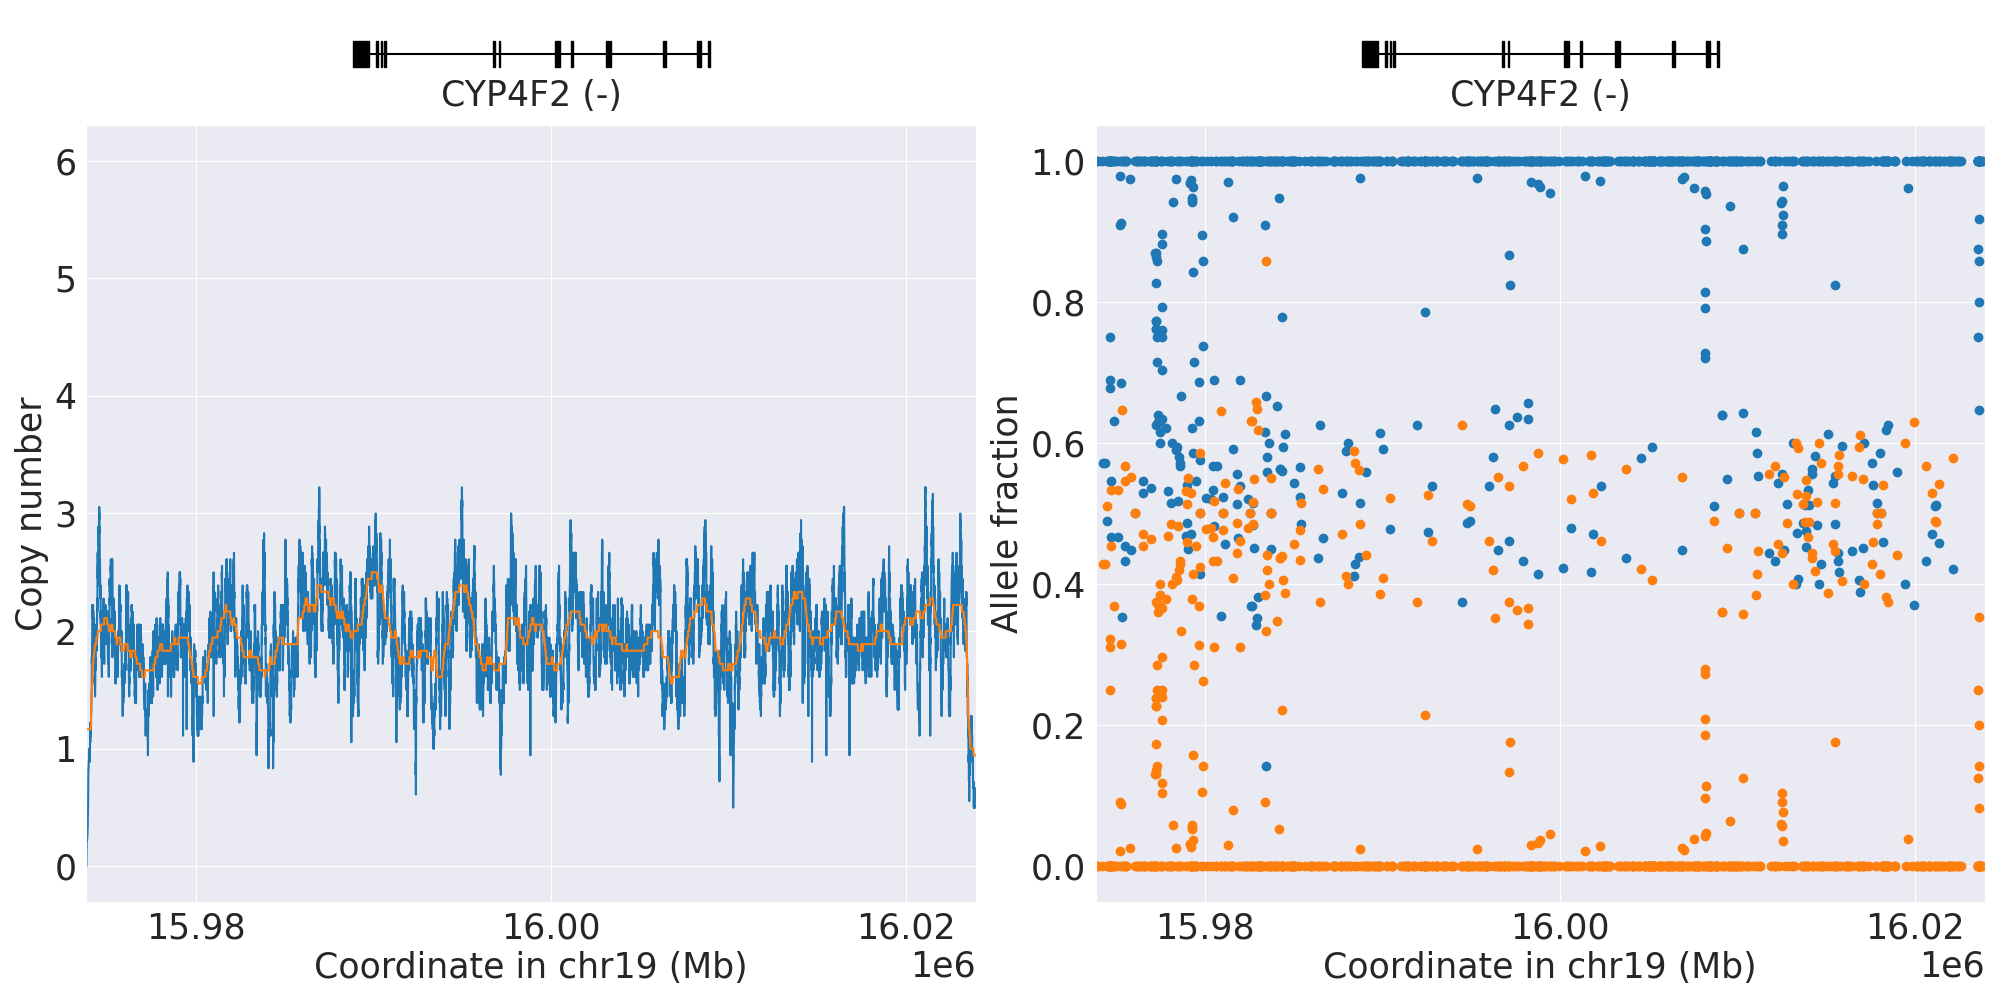 CYP4F2 (-)
Copy number
6
5
4
3
2
1
0
15.98
16.00
16.02
Coordinate in chr19 (Mb)
1e6
CYP4F2 (-)
Allele fraction
1.0
0.8
0.6
0.4
0.2
0.0
15.98
16.00
16.02
Coordinate in chr19 (Mb)
1e6